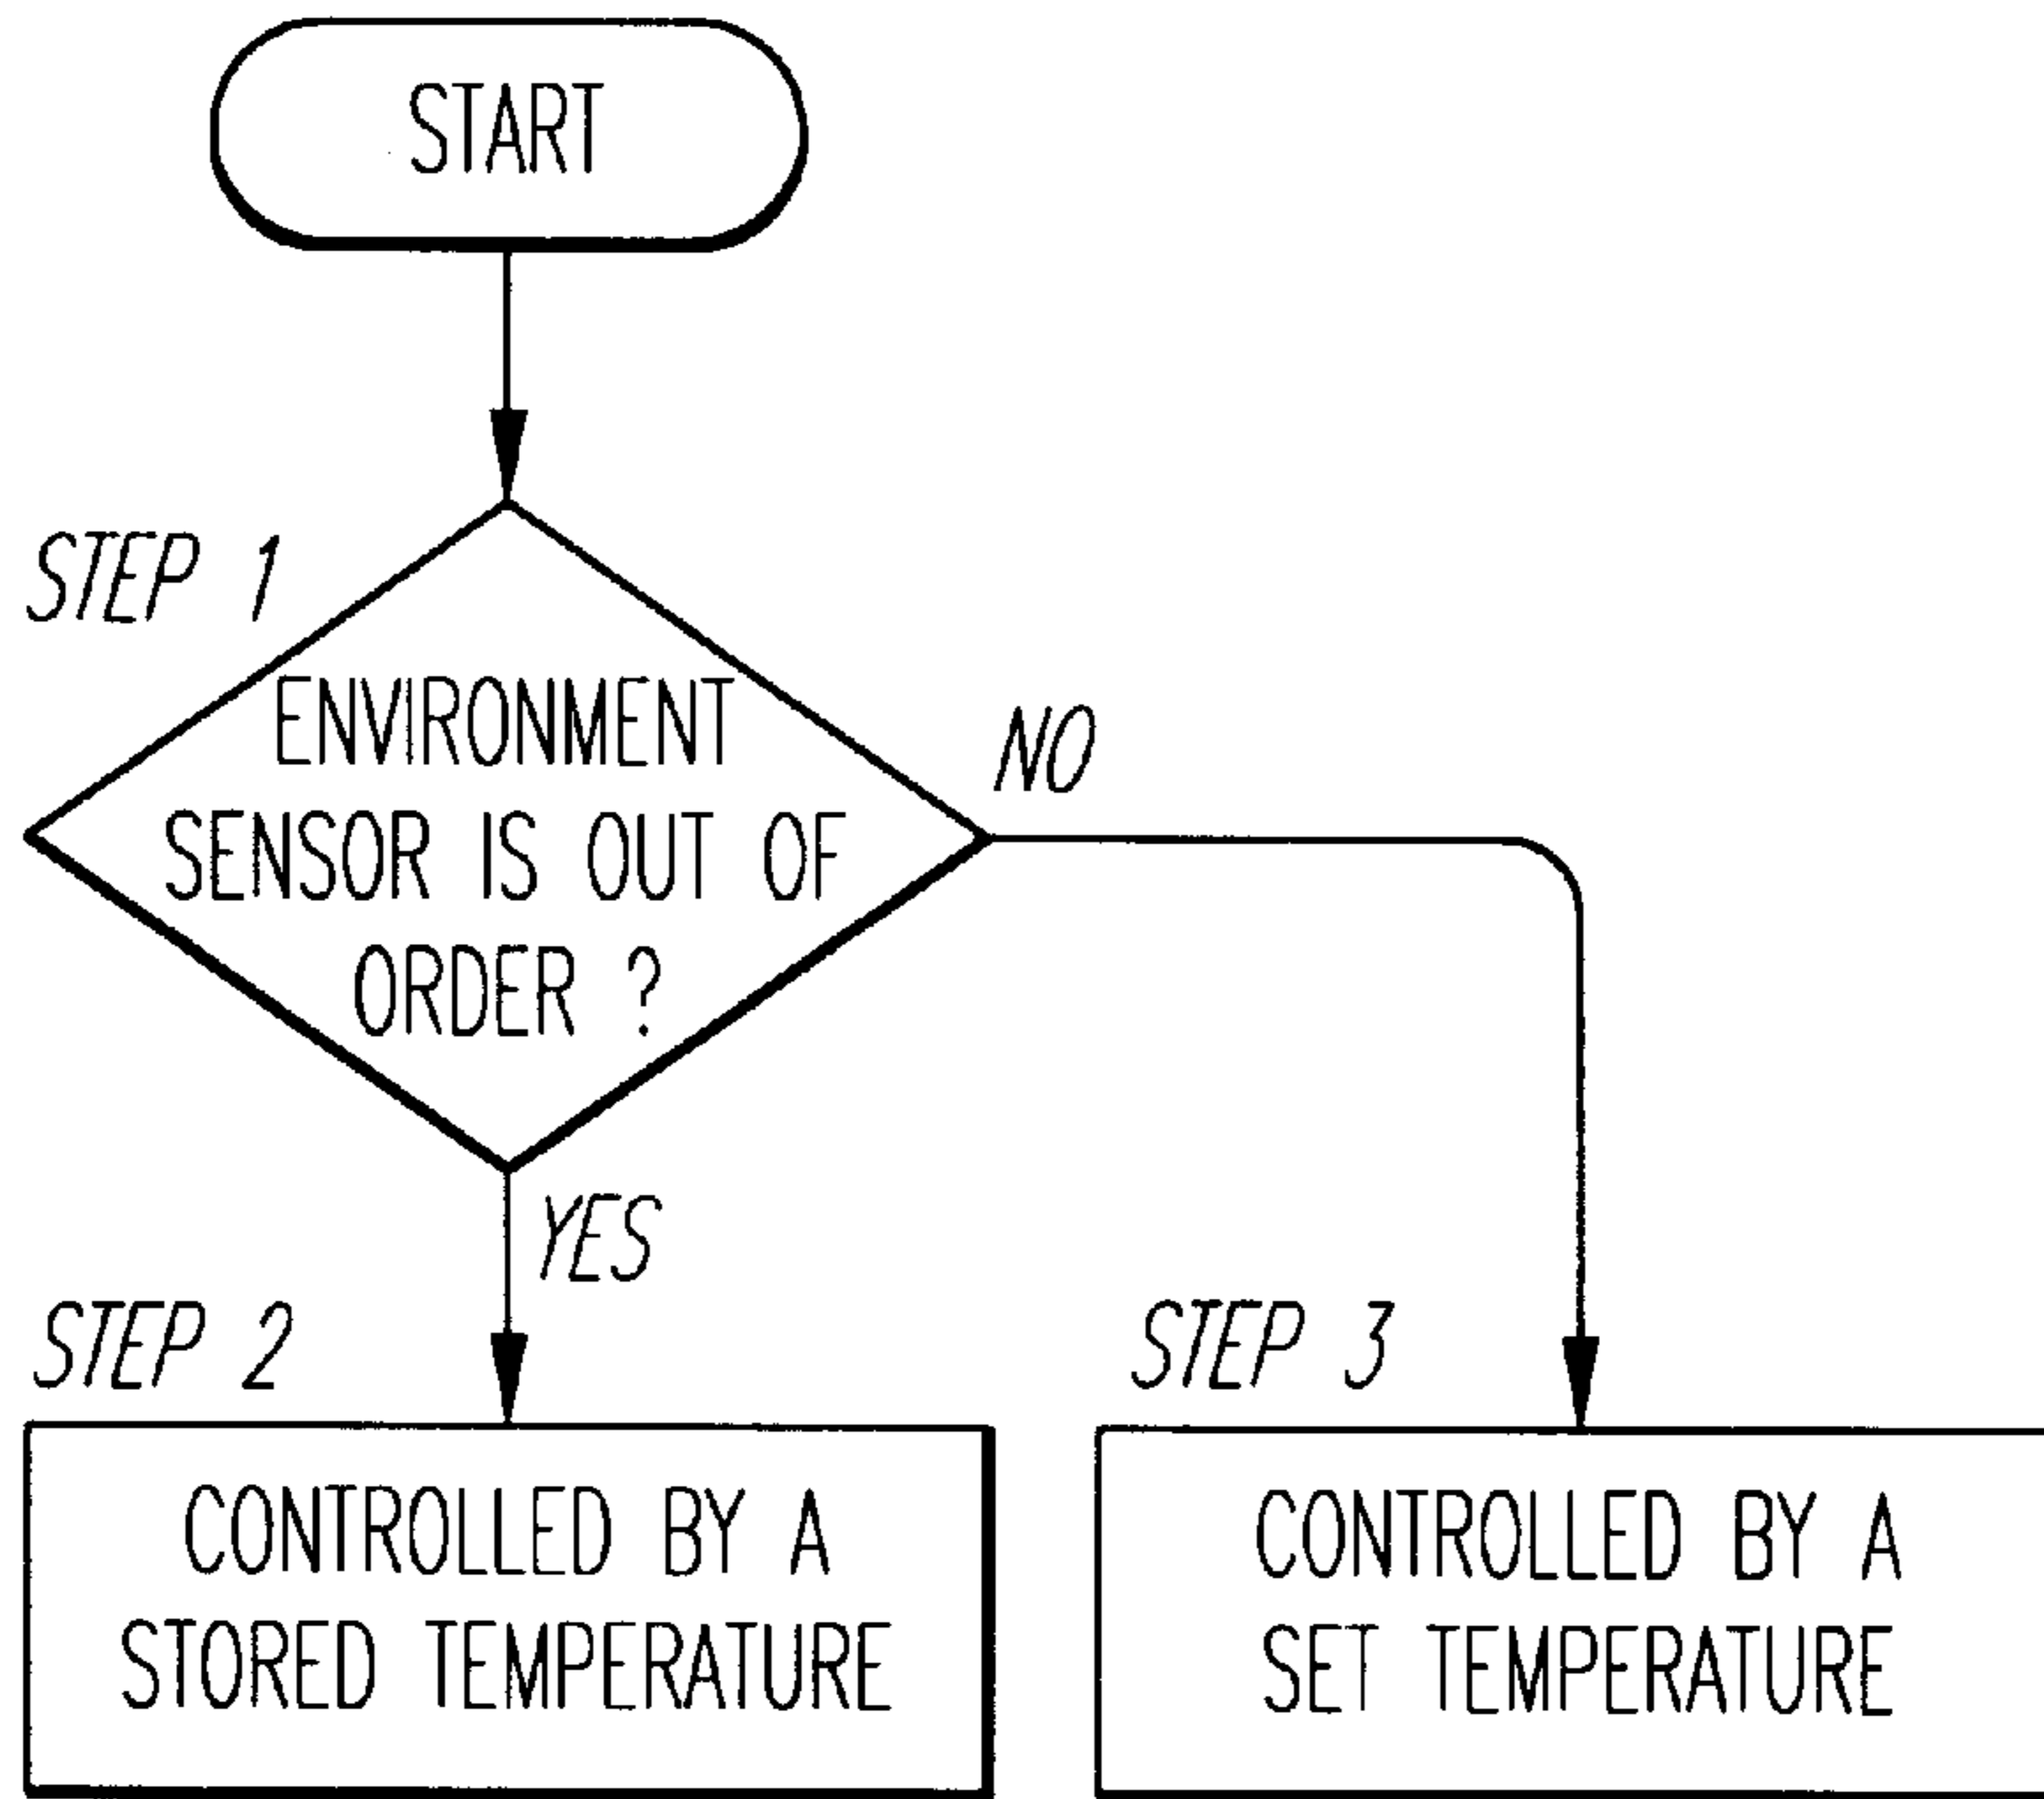 START
STEP 1
ENVIRONMENT
SENSOR IS OUT OF
ORDER ?
NO
YES
STEP 2
CONTROLLED BY A
STORED TEMPERATURE
STEP 3
CONTROLLED BY A
SET TEMPERATURE